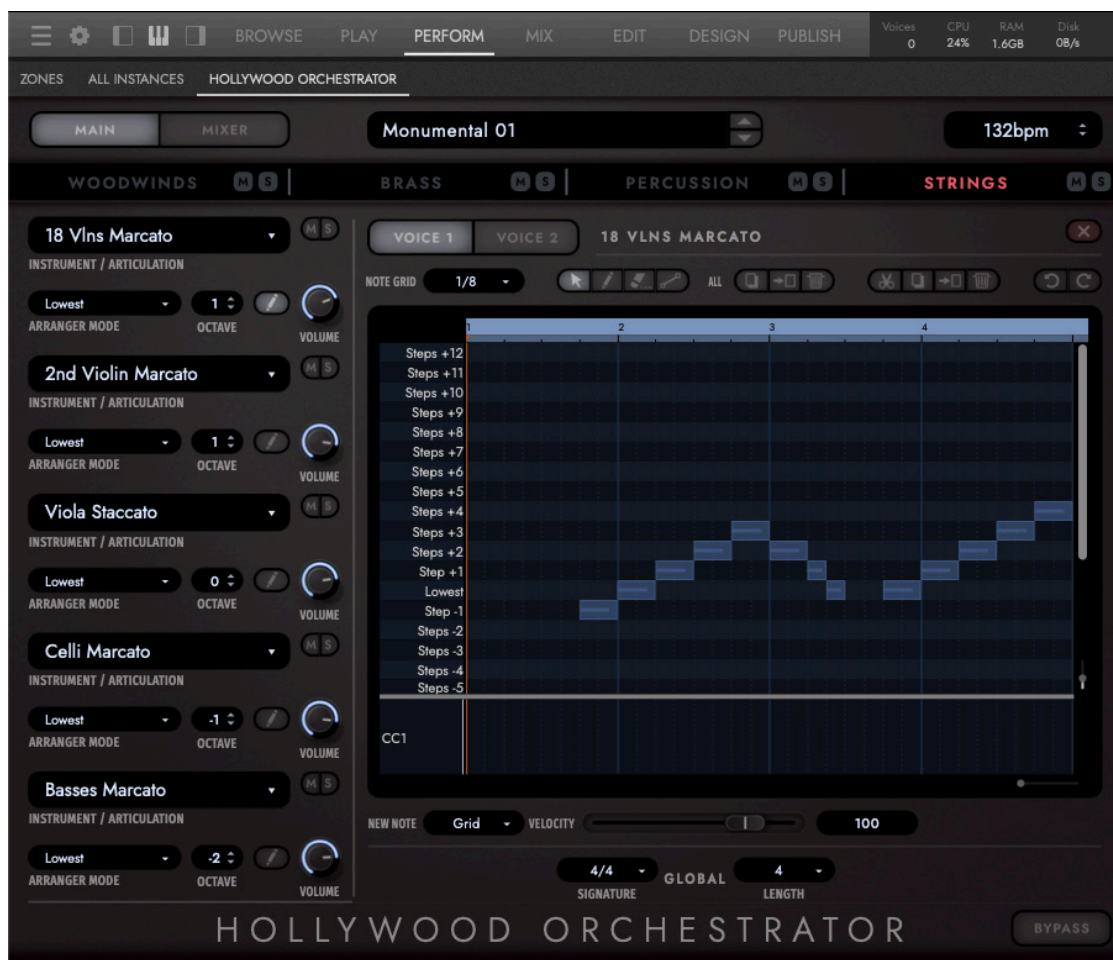 BROWSE PLAY PERFORM MIX EDIT DESIGN PUBLISH Voices CPU RAM Disk
0 24% 1.6GB 0B/s
ZONES ALL INSTANCES HOLLYWOOD ORCHESTRATOR
MAIN MIXER Monumental 01 132bpm
WOODWINDS M S BRASS M S PERCUSSION M S STRINGS M S
18 Vlns Marcato M S
INSTRUMENT / ARTICULATION
Lowest 1
ARRANGER MODE OCTAVE VOLUME
2nd Violin Marcato M S
INSTRUMENT / ARTICULATION
Lowest 1
ARRANGER MODE OCTAVE VOLUME
Viola Staccato M S
INSTRUMENT / ARTICULATION
Lowest 0
ARRANGER MODE OCTAVE VOLUME
Celli Marcato M S
INSTRUMENT / ARTICULATION
Lowest -1
ARRANGER MODE OCTAVE VOLUME
Basses Marcato M S
INSTRUMENT / ARTICULATION
Lowest -2
ARRANGER MODE OCTAVE VOLUME
VOICE 1 VOICE 2 18 VLNS MARCATO
NOTE GRID 1/8 ALL
1 2 3 4
Steps +12
Steps +11
Steps +10
Steps +9
Steps +8
Steps +7
Steps +6
Steps +5
Steps +4
Steps +3
Steps +2
Step +1
Lowest
Step -1
Steps -2
Steps -3
Steps -4
Steps -5
CC1
NEW NOTE Grid VELOCITY 100
4/4 GLOBAL 4
SIGNATURE LENGTH
HOLLYWOOD ORCHESTRATOR BYPASS